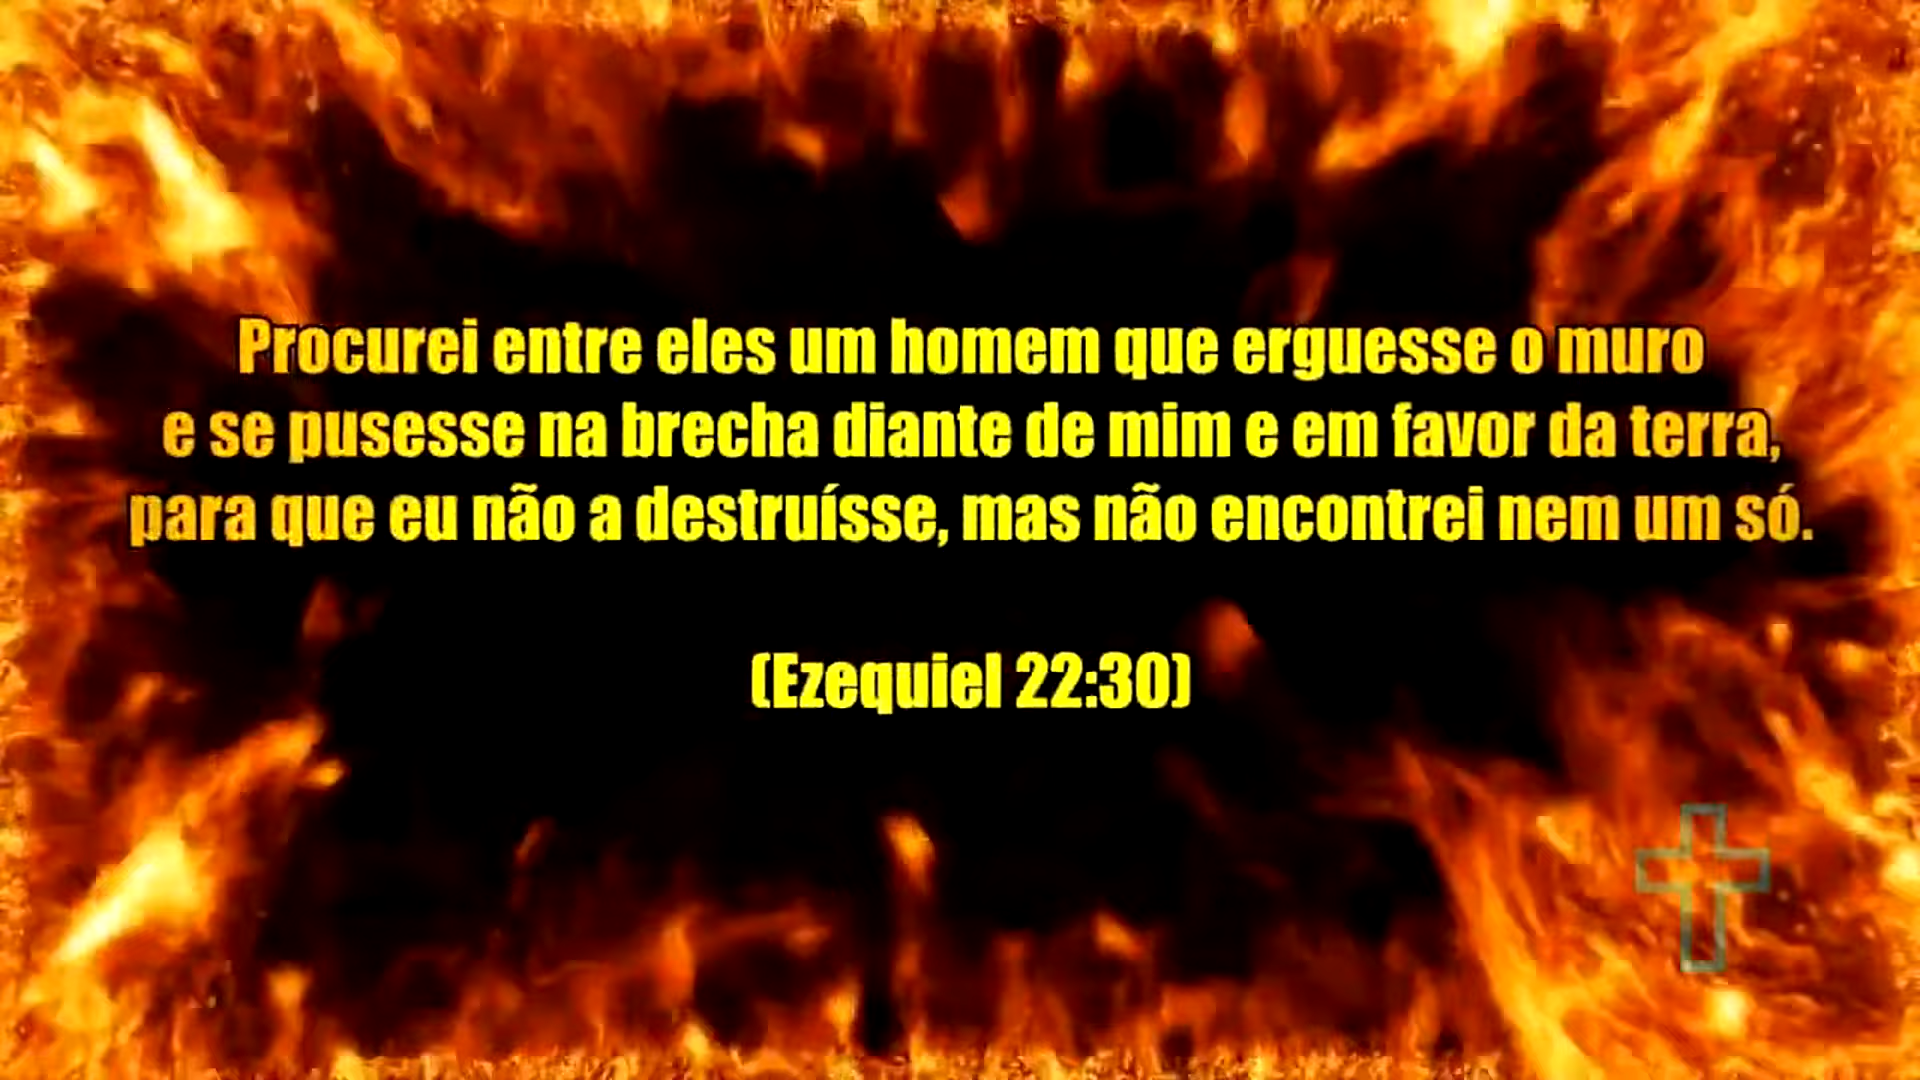 Procurei entre eles um homem que erguesse o muro
e se pusesse na brecha diante de mim e em favor da terra,
para que eu não a destruísse, mas não encontrei nem um só.
(Ezequiel 22:30)